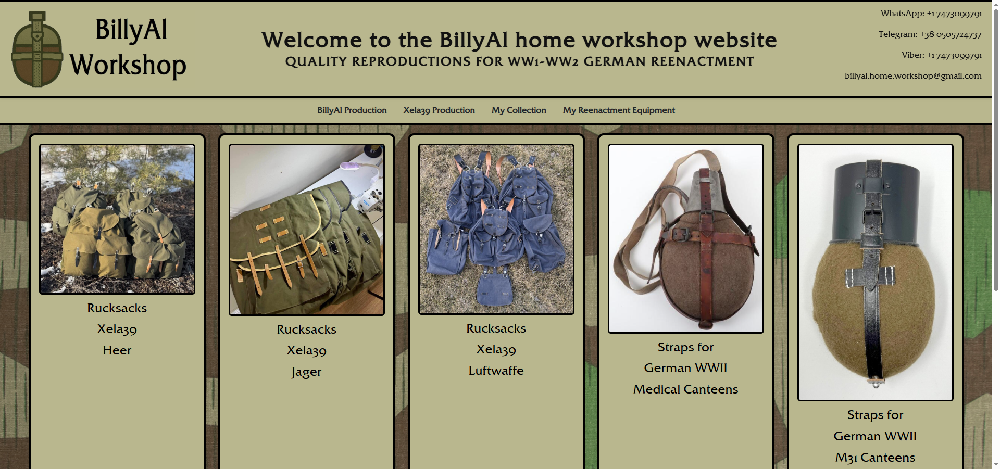 BillyAl
Workshop
Welcome to the BillyAl home workshop website
QUALITY REPRODUCTIONS FOR WW1-WW2 GERMAN REENACTMENT
WhatsApp: +1 7473099791
Telegram: +38 0505724737
Viber: +1 7473099791
billyal.home.workshop@gmail.com
BillyAl Production
Xela39 Production
My Collection
My Reenactment Equipment
Rucksacks
Xela39
Heer
Rucksacks
Xela39
Jager
Rucksacks
Xela39
Luftwaffe
Straps for
German WWII
Medical Canteens
Straps for
German WWII
M31 Canteens